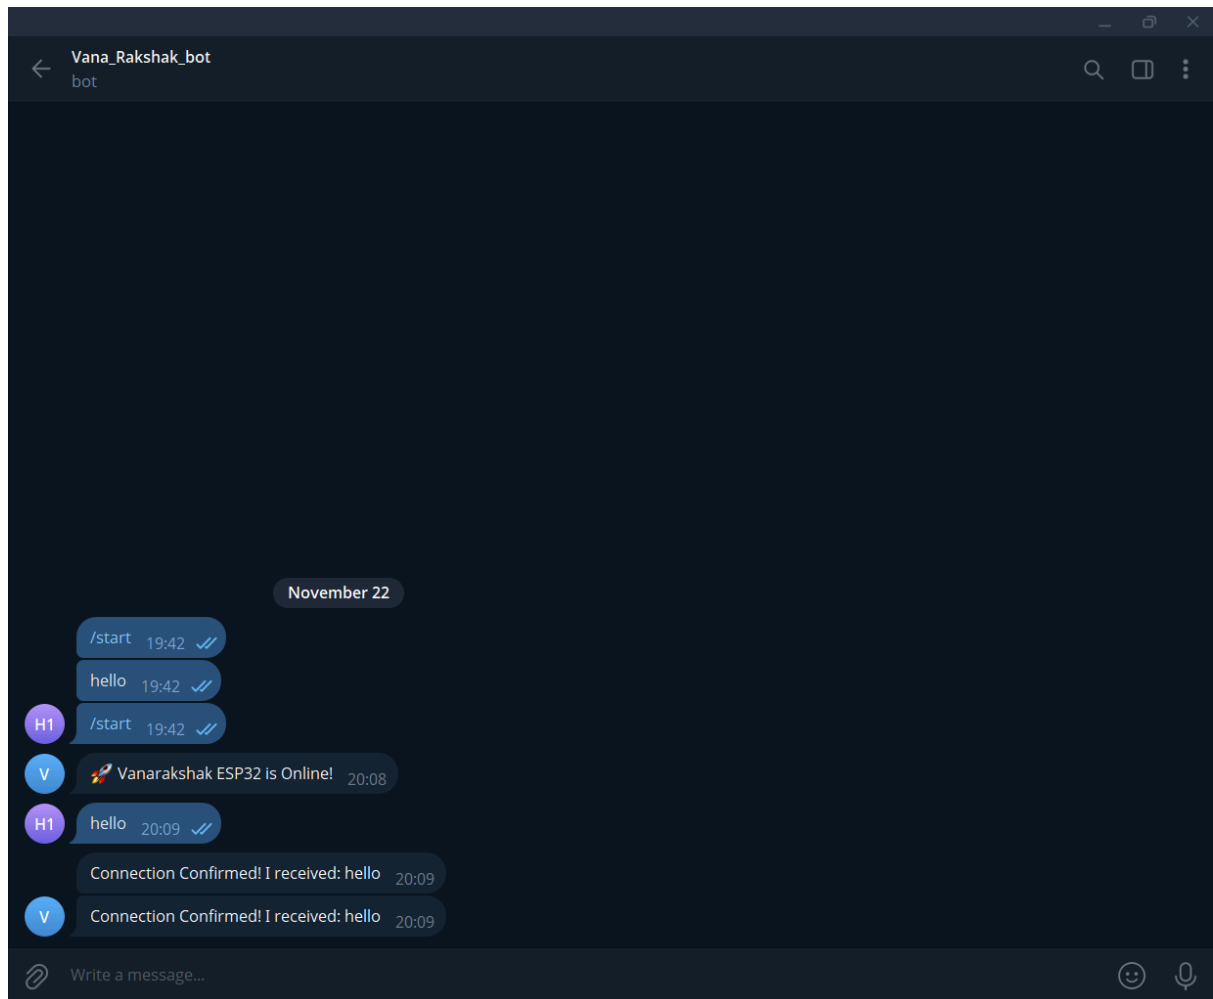 Vana_Rakshak_bot
bot
November 22
/start 19:42
hello 19:42
H1 /start 19:42
V 🚀 Vanarakshak ESP32 is Online! 20:08
H1 hello 20:09
Connection Confirmed! I received: hello 20:09
V Connection Confirmed! I received: hello 20:09
Write a message...